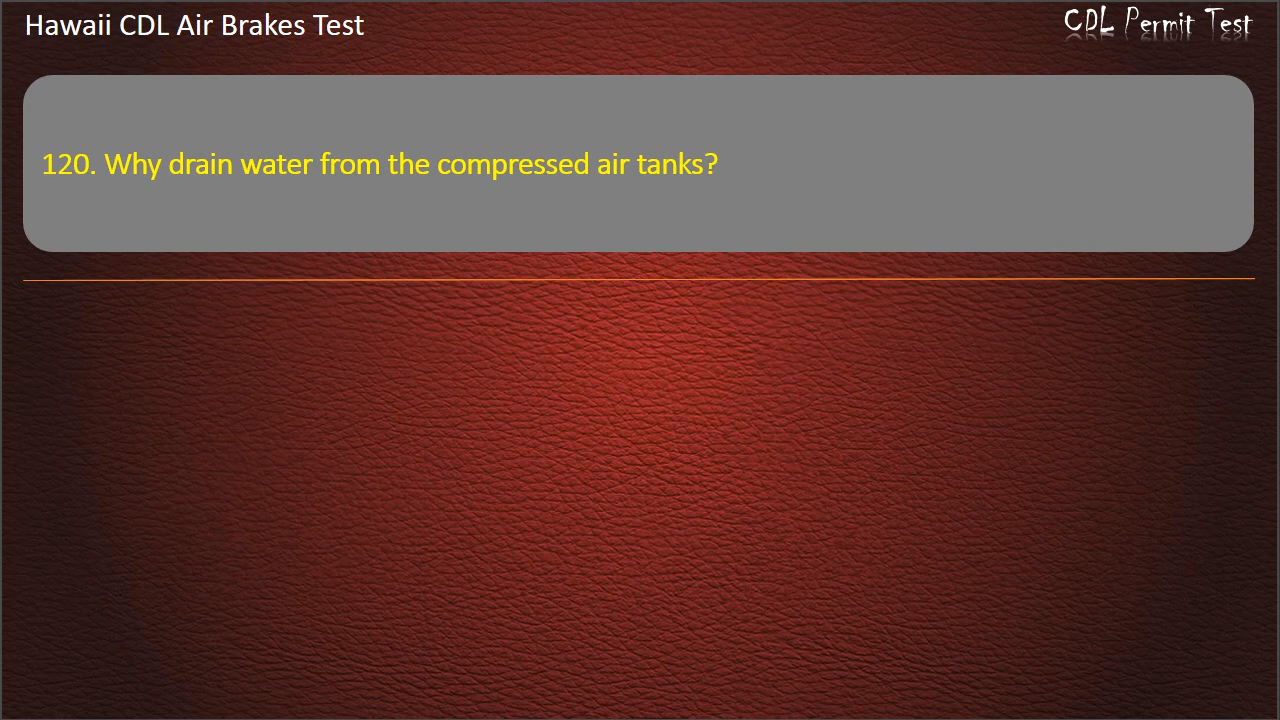 Hawaii CDL Air Brakes Test
CDL Permit Test
120. Why drain water from the compressed air tanks?